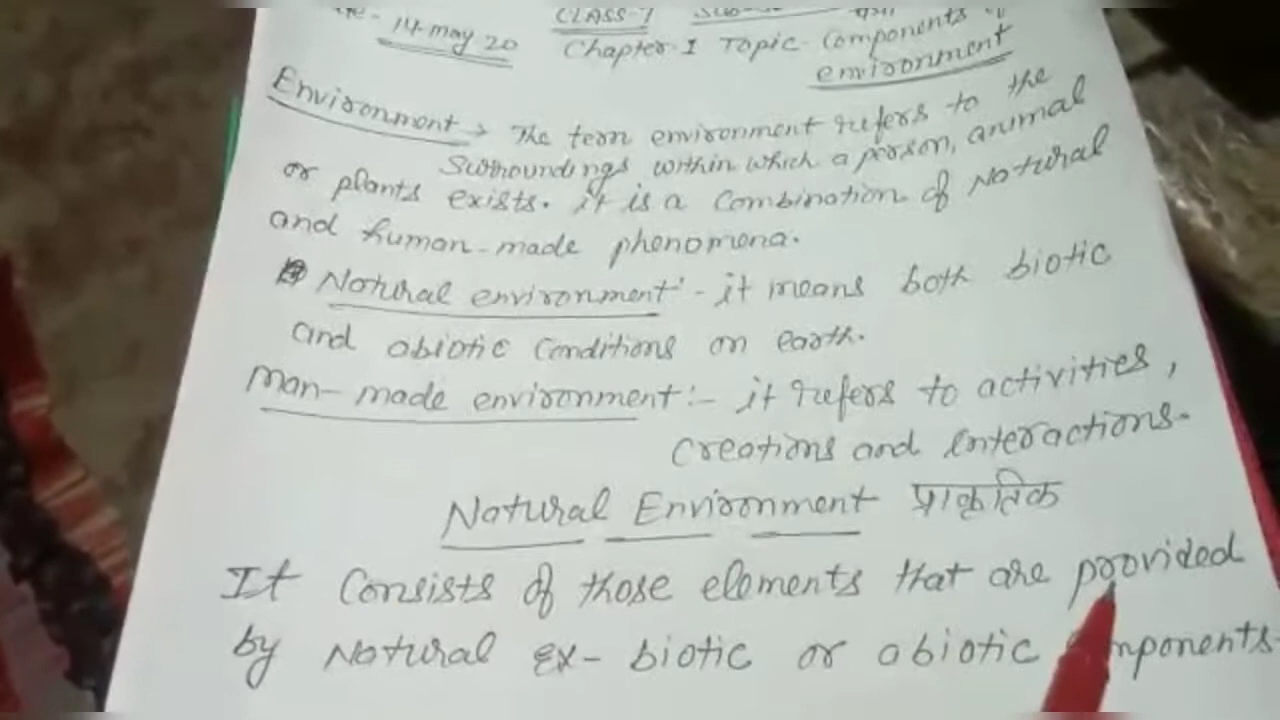 14 may 20 CLASS-7
Chapter-I Topic- Components of
environment
Environment → The term environment refers to the
surroundings within which a person, animal
or plants exists. it is a combination of Natural
and human-made phenomena.
Natural environment - it means both biotic
and abiotic conditions on earth.
Man-made environment:- it refers to activities,
creations and interactions.
Natural Environment प्राकृतिक
It consists of those elements that are provided
by Natural ex- biotic or abiotic